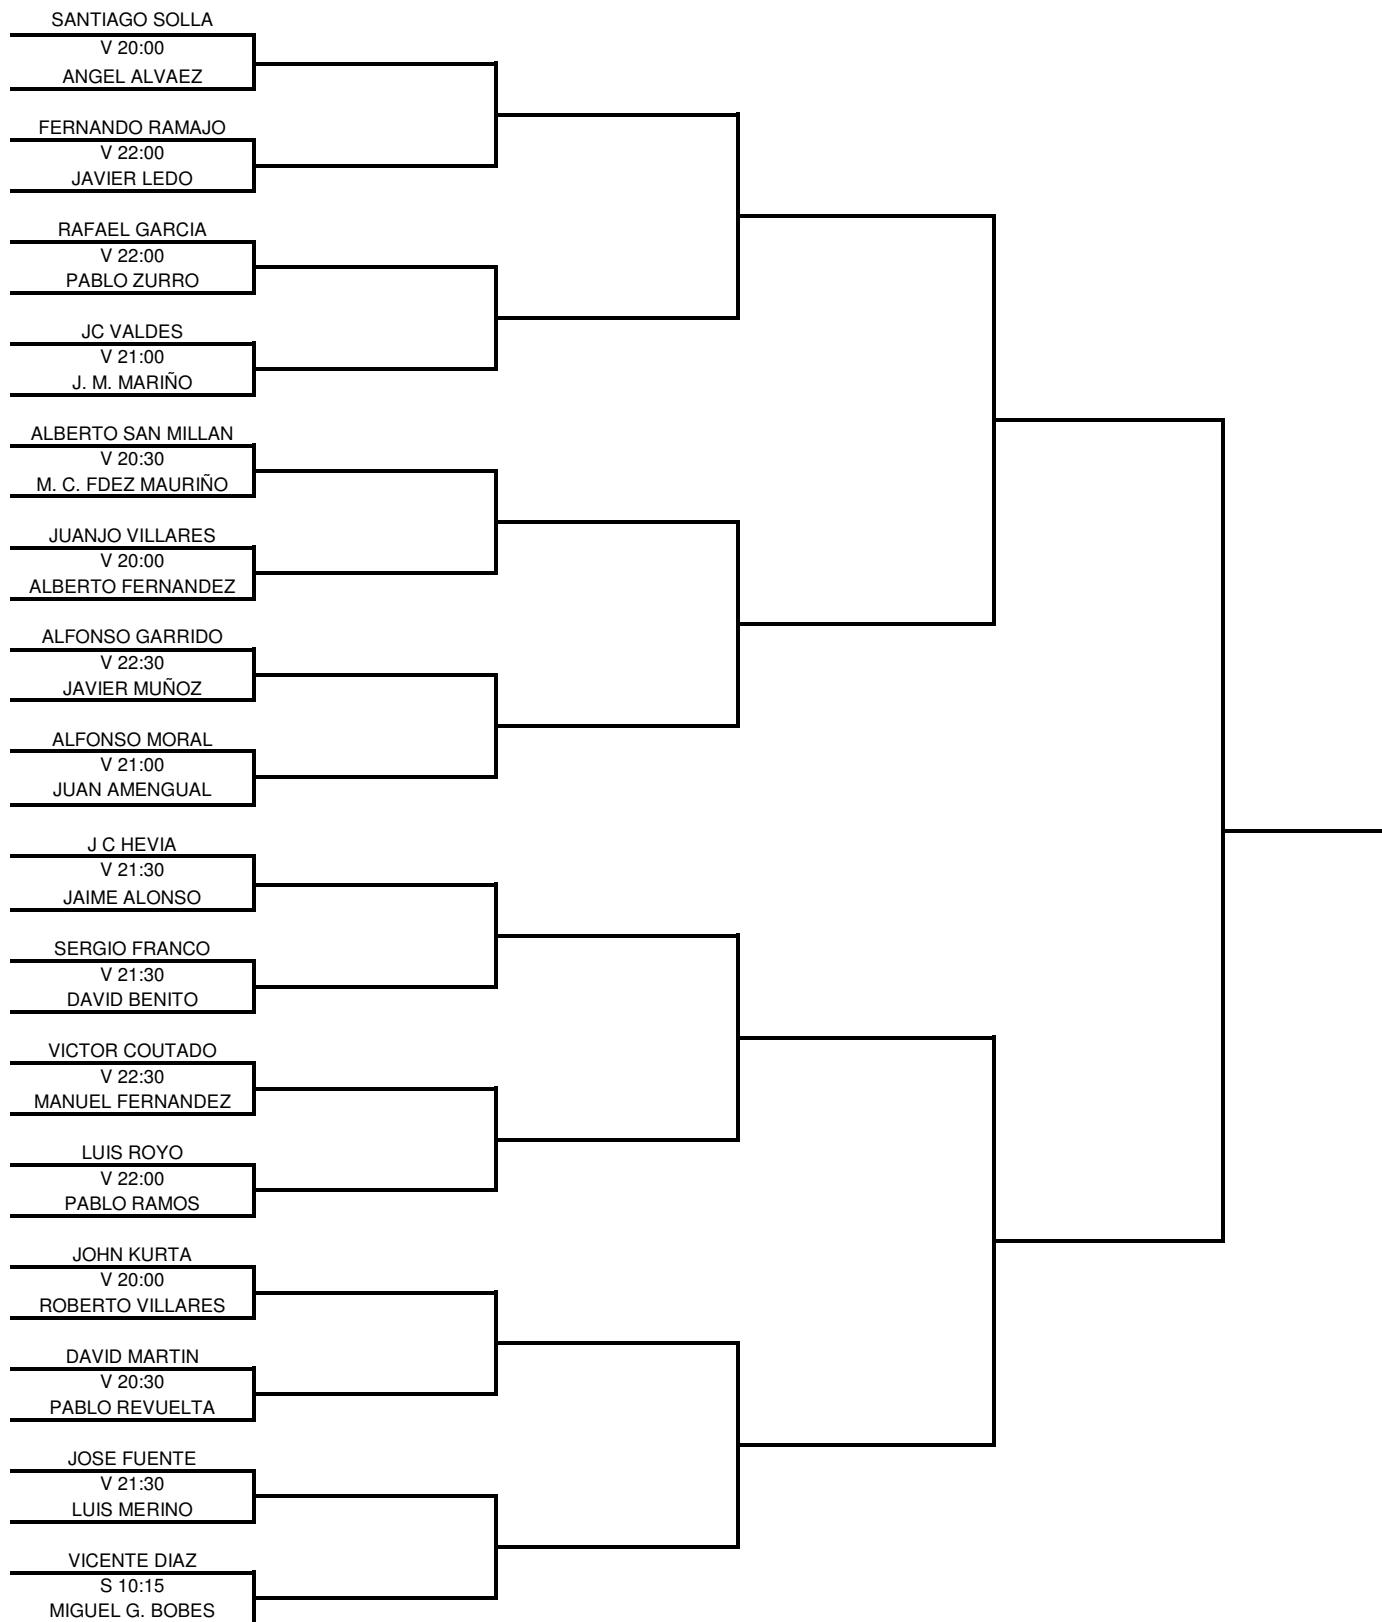 SANTIAGO SOLLA
V 20:00
ANGEL ALVAEZ
FERNANDO RAMAJO
V 22:00
JAVIER LEDO
RAFAEL GARCIA
V 22:00
PABLO ZURRO
JC VALDES
V 21:00
J. M. MARIÑO
ALBERTO SAN MILLAN
V 20:30
M. C. FDEZ MAURIÑO
JUANJO VILLARES
V 20:00
ALBERTO FERNANDEZ
ALFONSO GARRIDO
V 22:30
JAVIER MUÑOZ
ALFONSO MORAL
V 21:00
JUAN AMENGUAL
J C HEVIA
V 21:30
JAIME ALONSO
SERGIO FRANCO
V 21:30
DAVID BENITO
VICTOR COUTADO
V 22:30
MANUEL FERNANDEZ
LUIS ROYO
V 22:00
PABLO RAMOS
JOHN KURTA
V 20:00
ROBERTO VILLARES
DAVID MARTIN
V 20:30
PABLO REVUELTA
JOSE FUENTE
V 21:30
LUIS MERINO
VICENTE DIAZ
S 10:15
MIGUEL G. BOBES